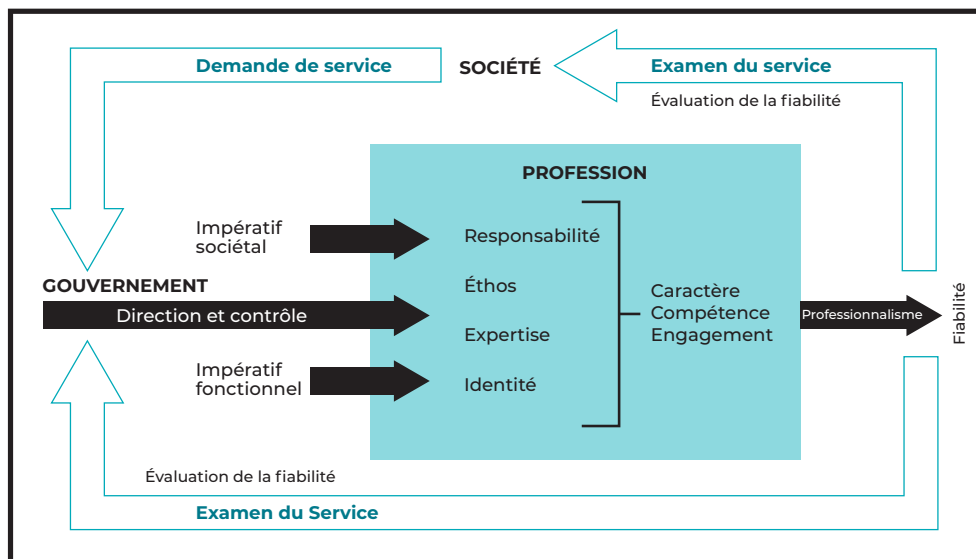 Demande de service
SOCIÉTÉ
Examen du service
Évaluation de la fiabilité
PROFESSION
Impératif
sociétal
Responsabilité
Éthos
GOUVERNEMENT
Direction et contrôle
Caractère
Compétence
Engagement
Professionnalisme
Fiabilité
Expertise
Impératif
fonctionnel
Identité
Évaluation de la fiabilité
Examen du Service